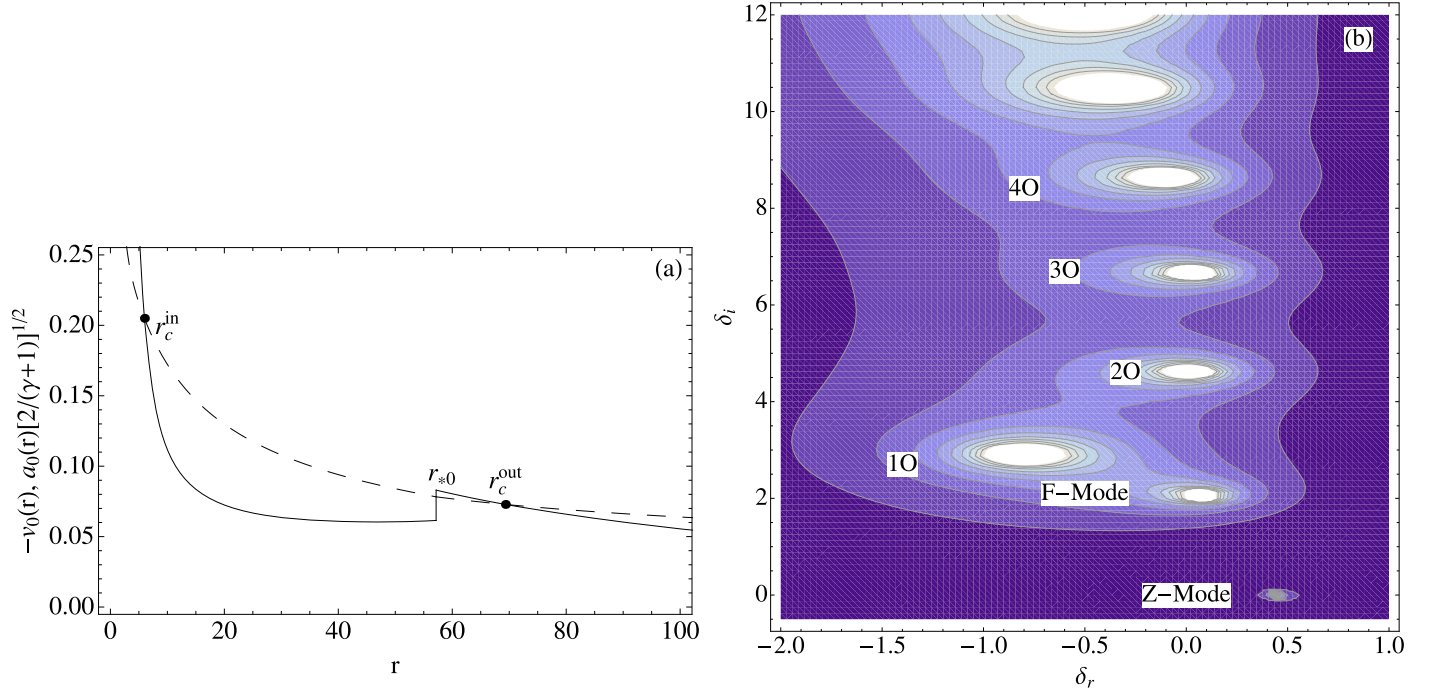 (a)
0.25
0.20
0.15
0.10
0.05
0.00
−v₀(r), a₀(r)[2/(γ+1)]^{1/2}
r_c^{in}
r_{*0}
r_c^{out}
0 20 40 60 80 100
r
(b)
12
10
8
6
4
2
0
δ_i
4O
3O
2O
1O
F−Mode
Z−Mode
−2.0 −1.5 −1.0 −0.5 0.0 0.5 1.0
δ_r